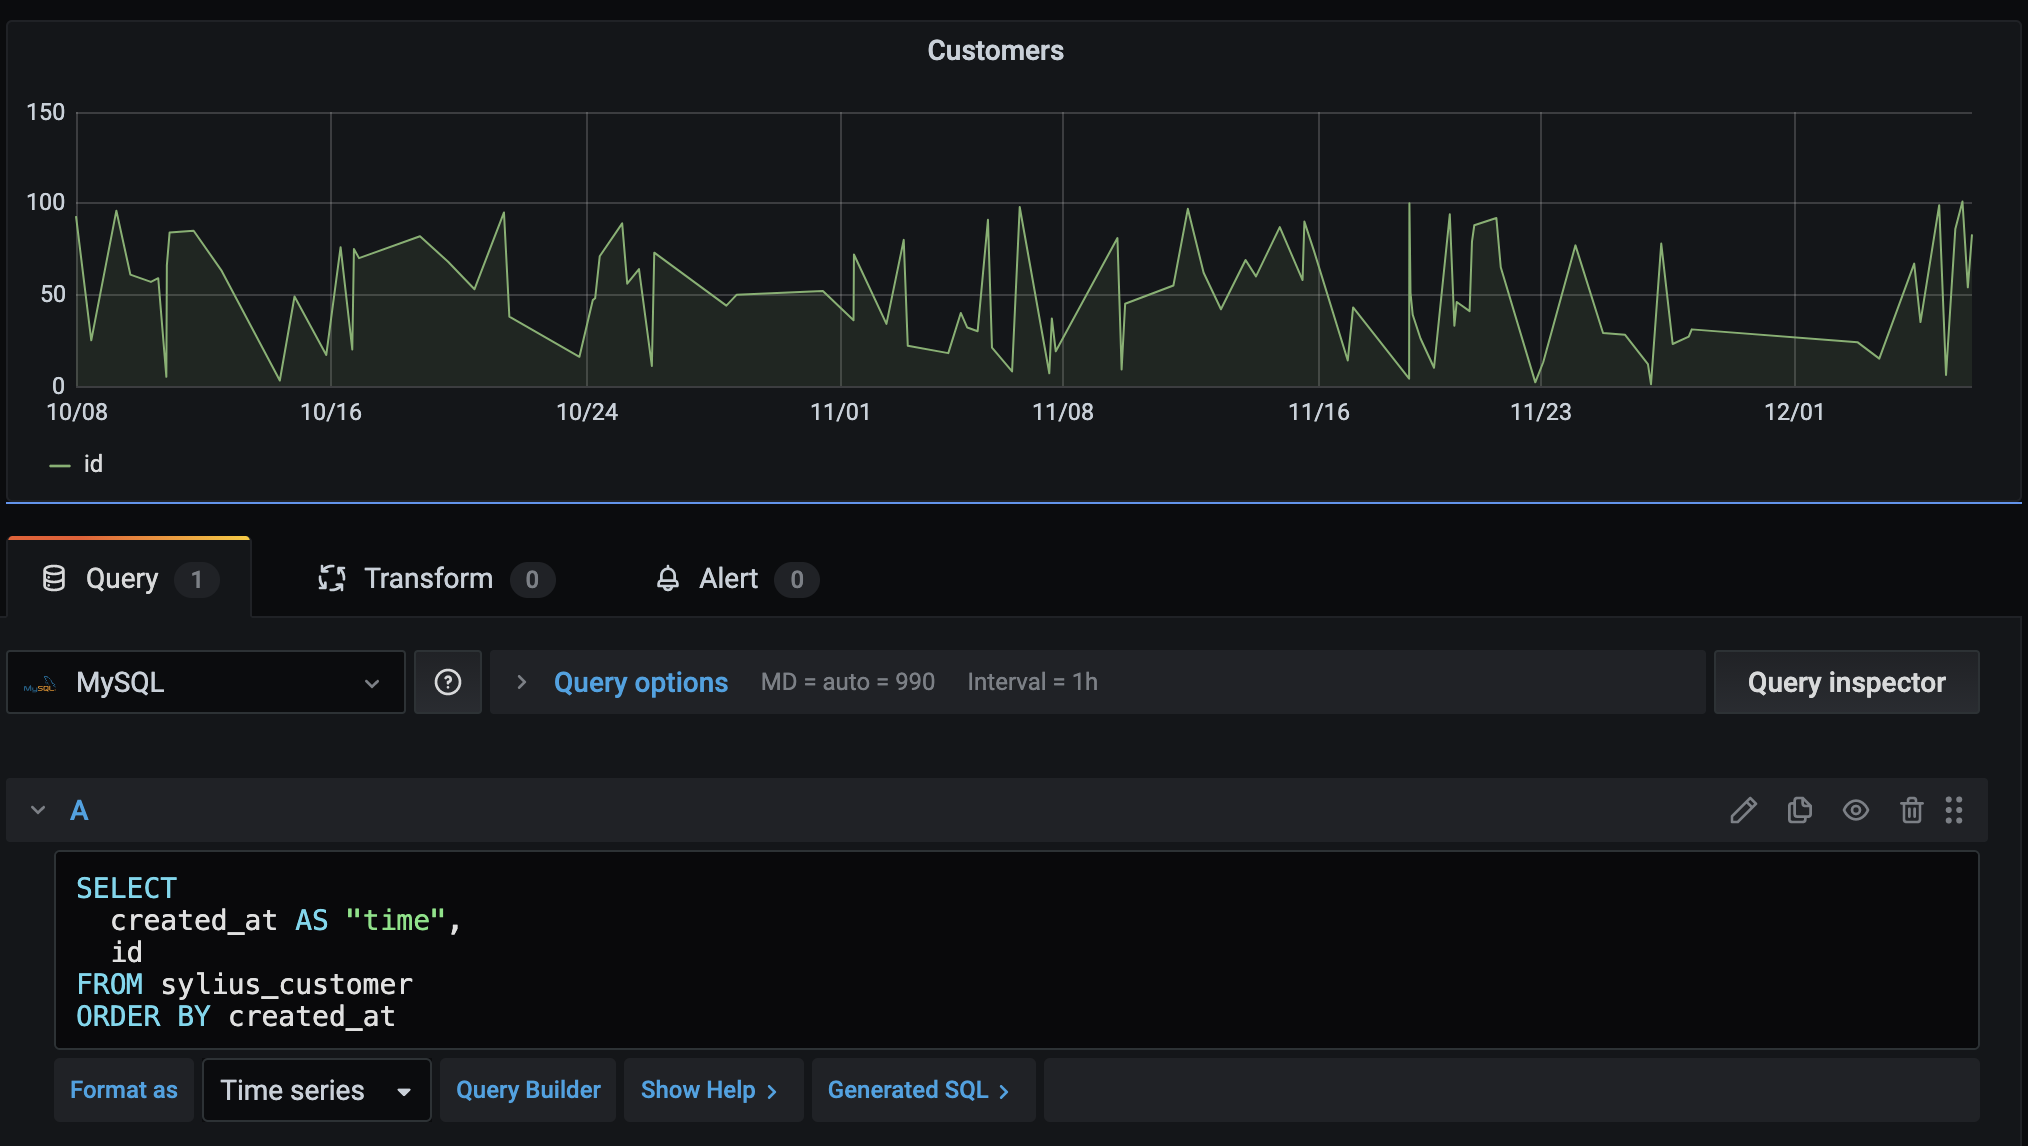 Customers
150
100
50
0
10/08 10/16 10/24 11/01 11/08 11/16 11/23 12/01
id
Query 1 Transform 0 Alert 0
MySQL MySQL Query options MD = auto = 990 Interval = 1h Query inspector
A
SELECT
created_at AS "time",
id
FROM sylius_customer
ORDER BY created_at
Format as Time series Query Builder Show Help > Generated SQL >